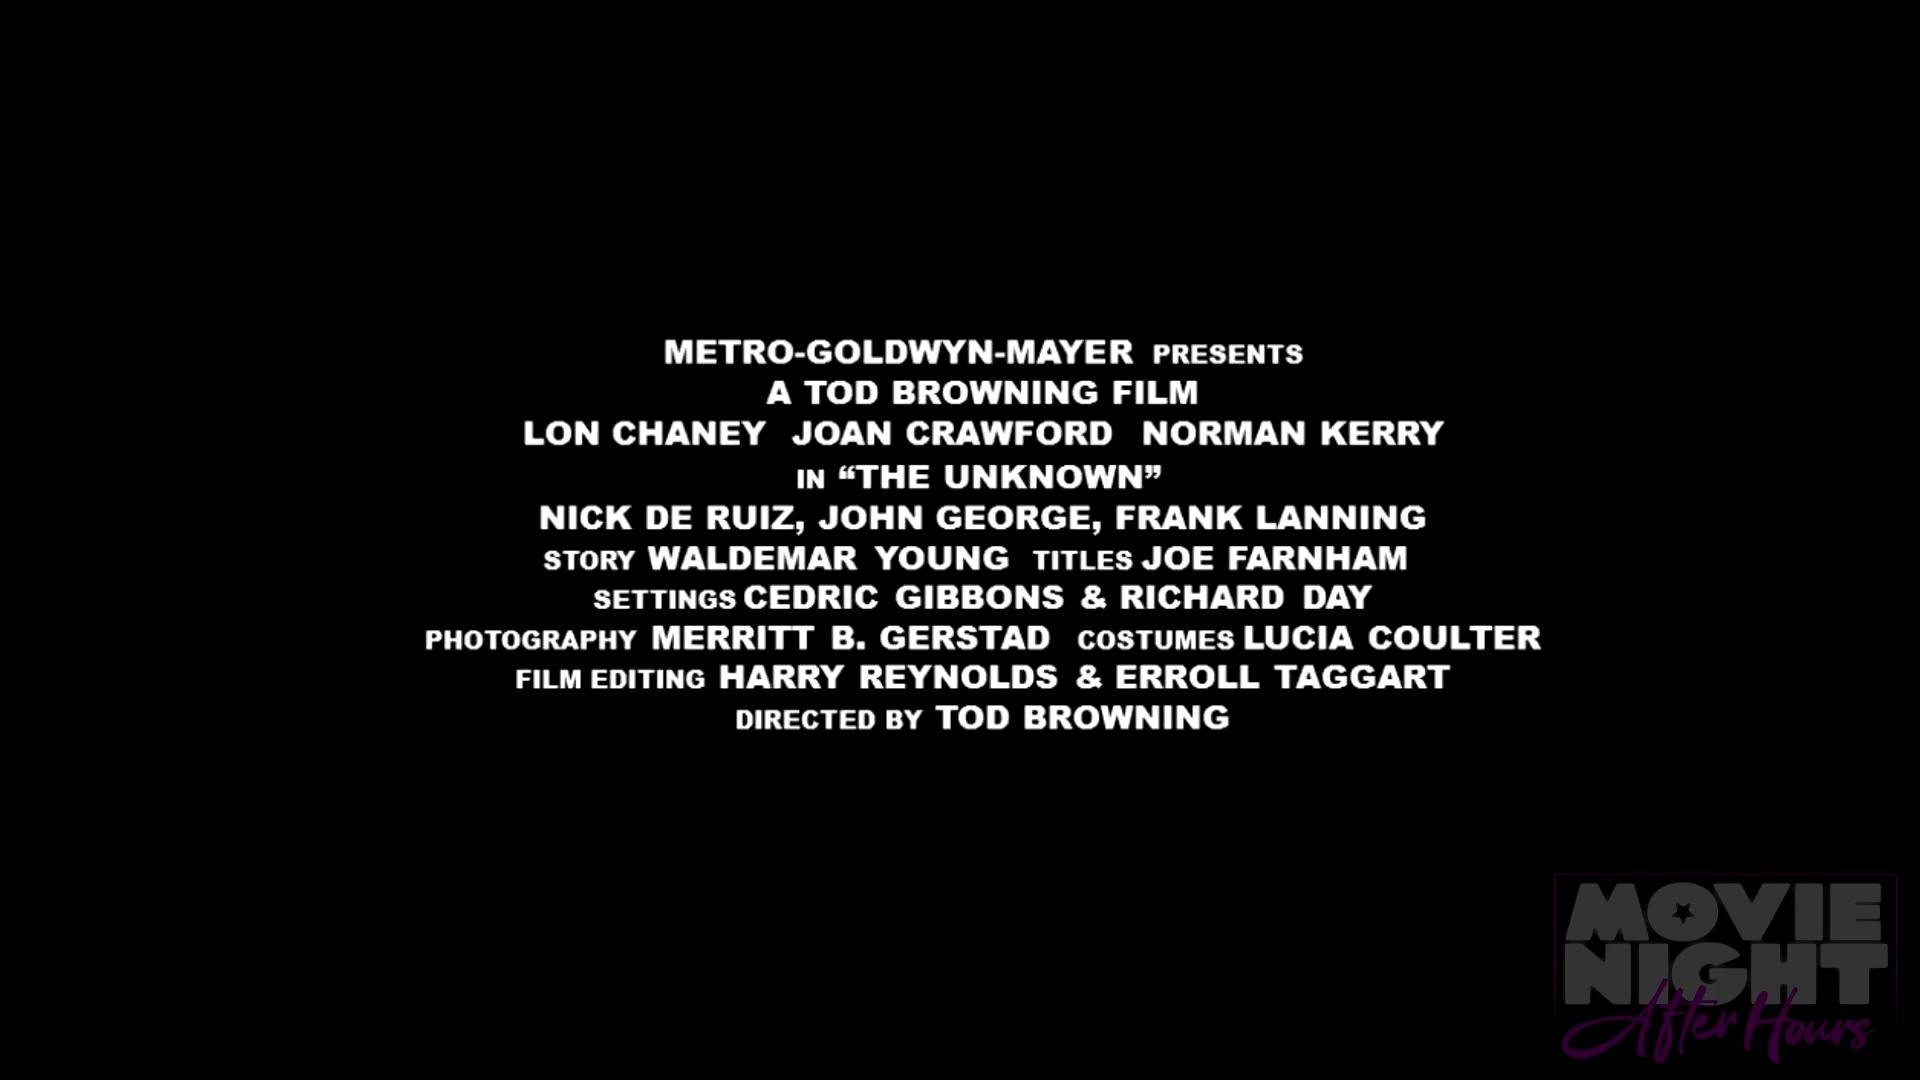 METRO-GOLDWYN-MAYER PRESENTS
A TOD BROWNING FILM
LON CHANEY JOAN CRAWFORD NORMAN KERRY
IN “THE UNKNOWN”
NICK DE RUIZ, JOHN GEORGE, FRANK LANNING
STORY WALDEMAR YOUNG TITLES JOE FARNHAM
SETTINGS CEDRIC GIBBONS & RICHARD DAY
PHOTOGRAPHY MERRITT B. GERSTAD COSTUMES LUCIA COULTER
FILM EDITING HARRY REYNOLDS & ERROLL TAGGART
DIRECTED BY TOD BROWNING
MOVIE
NIGHT
After Hours